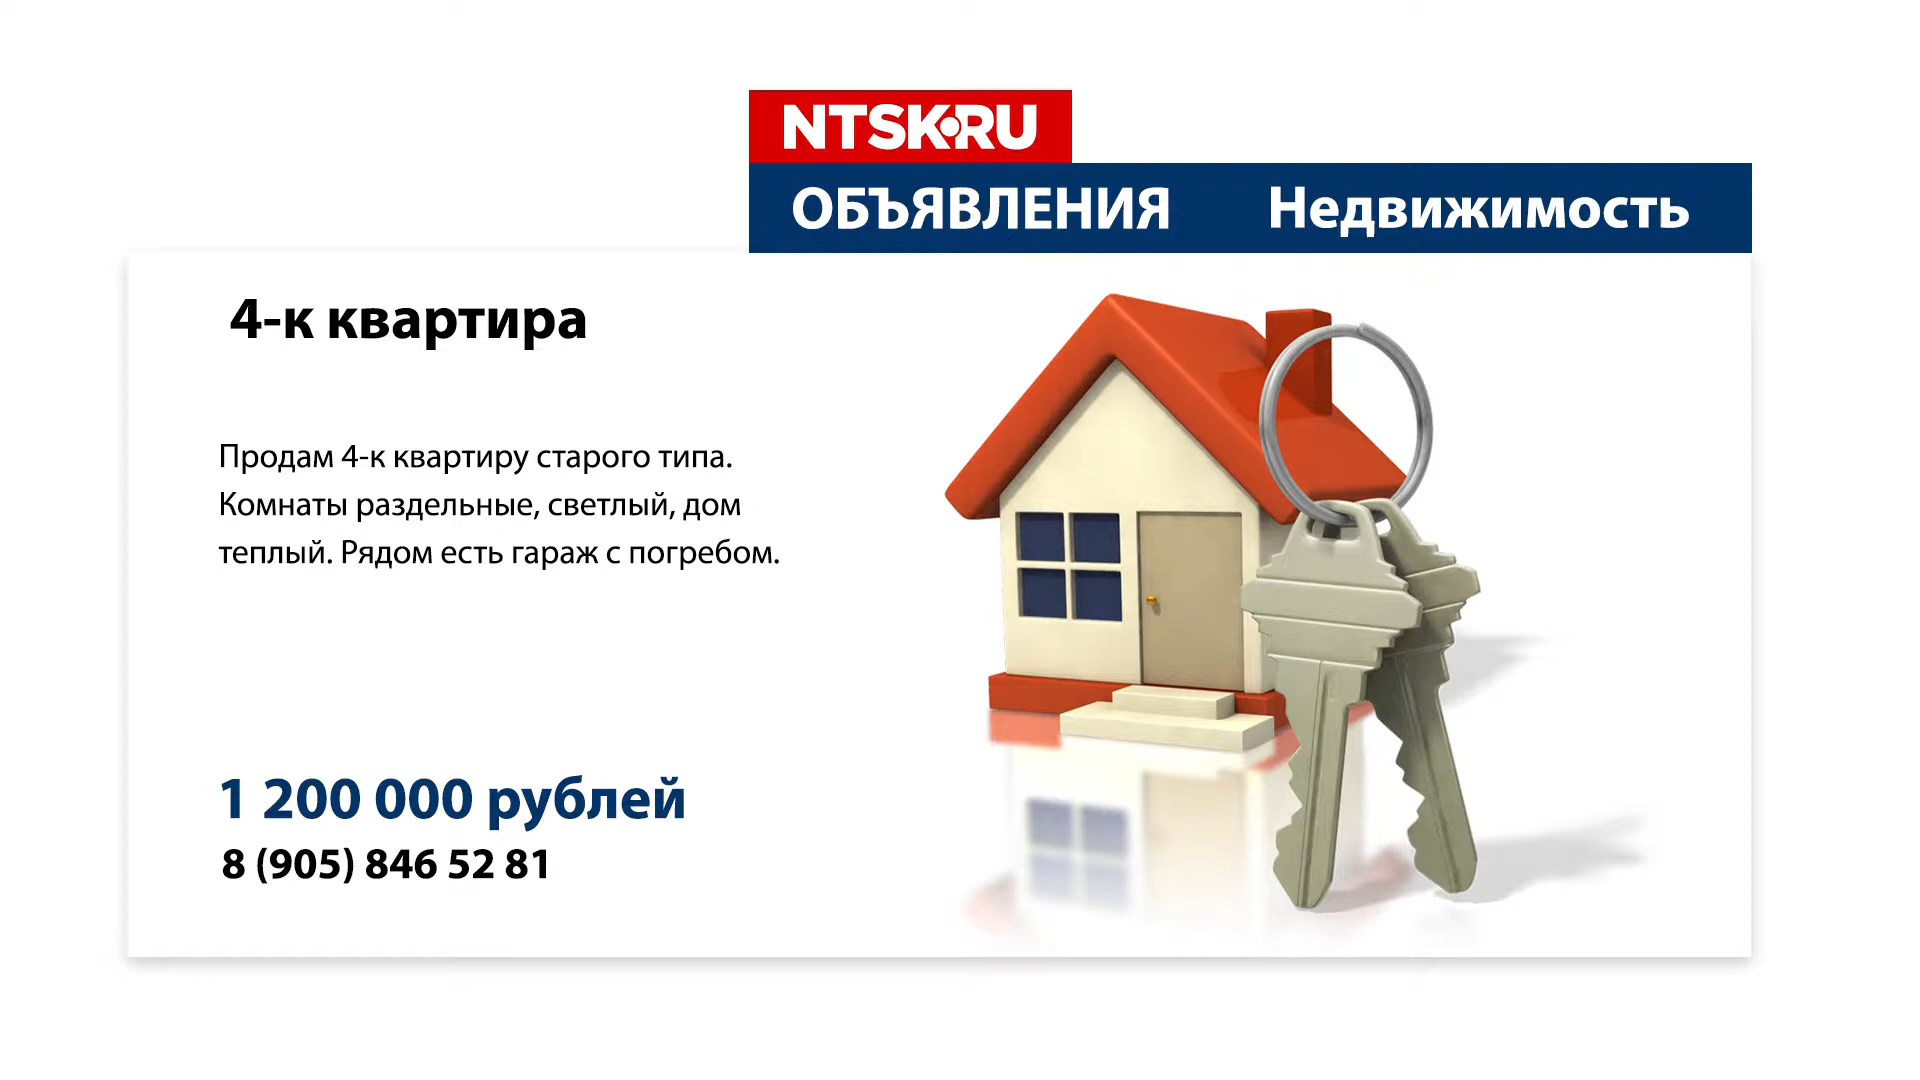 NTSK.RU
ОБЪЯВЛЕНИЯ Недвижимость
4-к квартира
Продам 4-к квартиру старого типа.
Комнаты раздельные, светлый, дом
теплый. Рядом есть гараж с погребом.
1 200 000 рублей
8 (905) 846 52 81